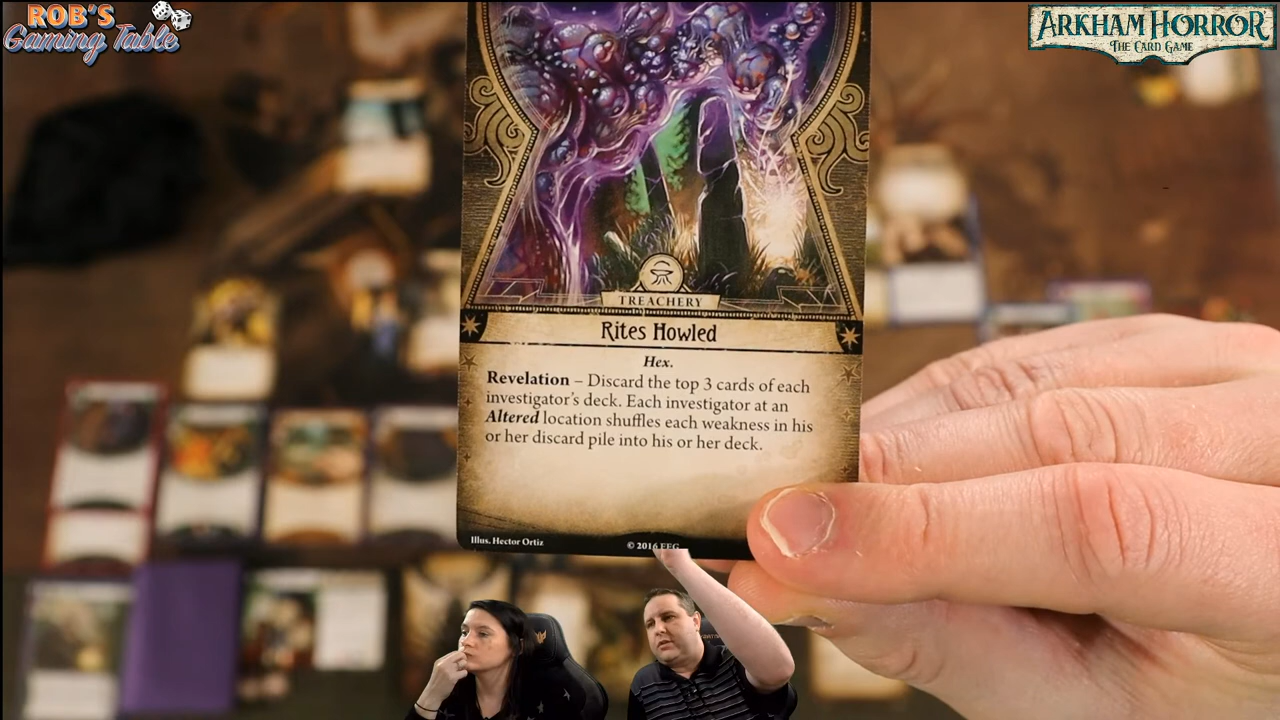 ROB'S
Gaming Table
ARKHAM HORROR
THE CARD GAME
TREACHERY
Rites Howled
Hex.
Revelation – Discard the top 3 cards of each
investigator's deck. Each investigator at an
Altered location shuffles each weakness in his
or her discard pile into his or her deck.
Illus. Hector Ortiz
© 2016 FFG